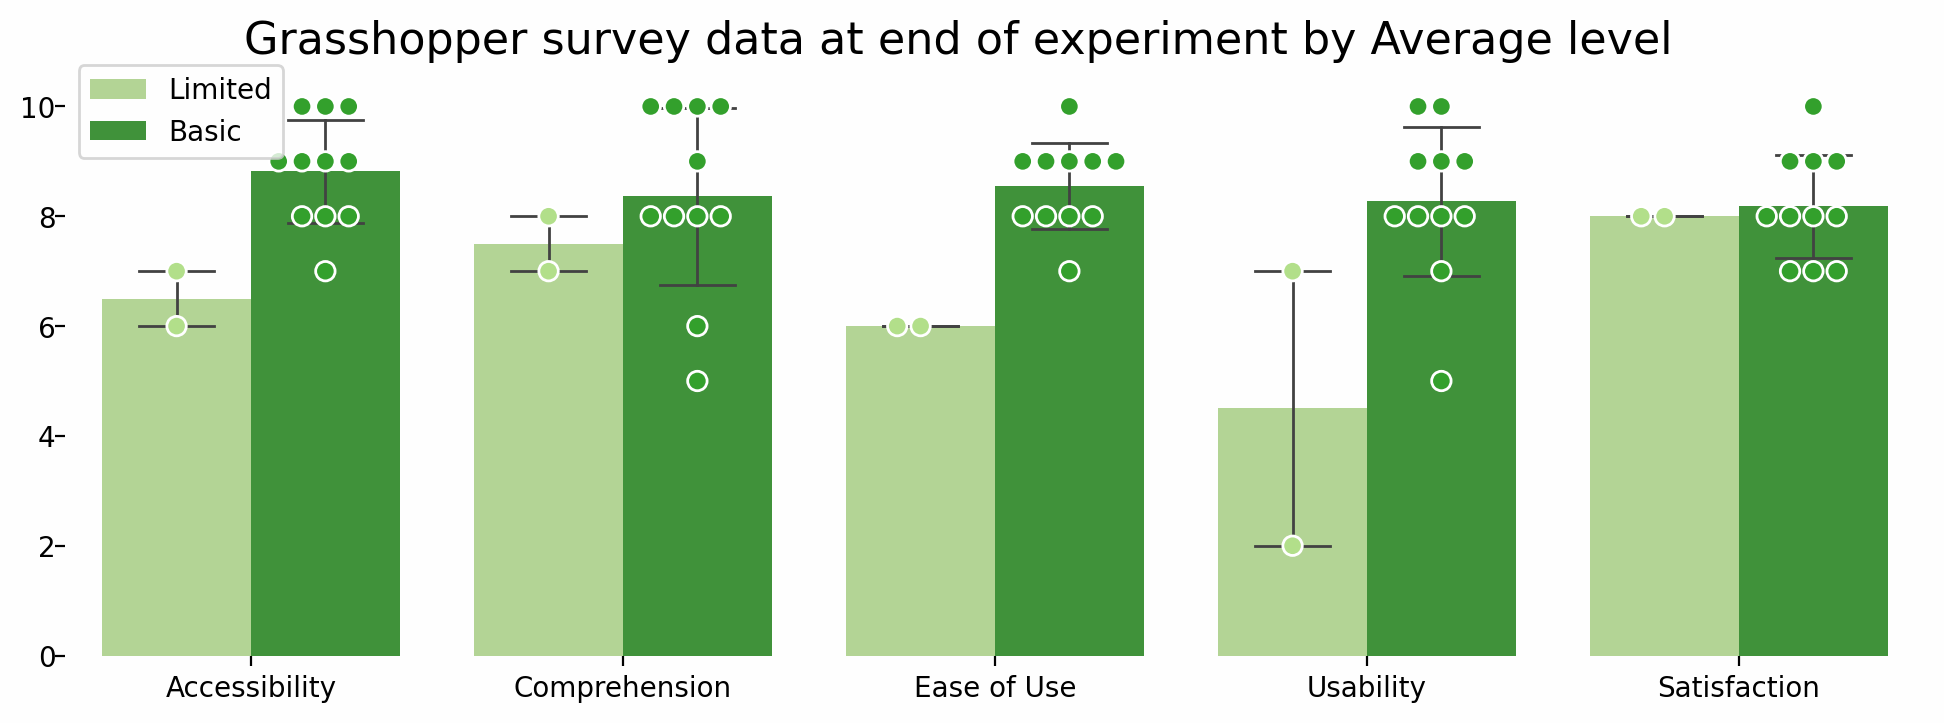 Grasshopper survey data at end of experiment by Average level
Limited
Basic
10
8
6
4
2
0
Accessibility
Comprehension
Ease of Use
Usability
Satisfaction